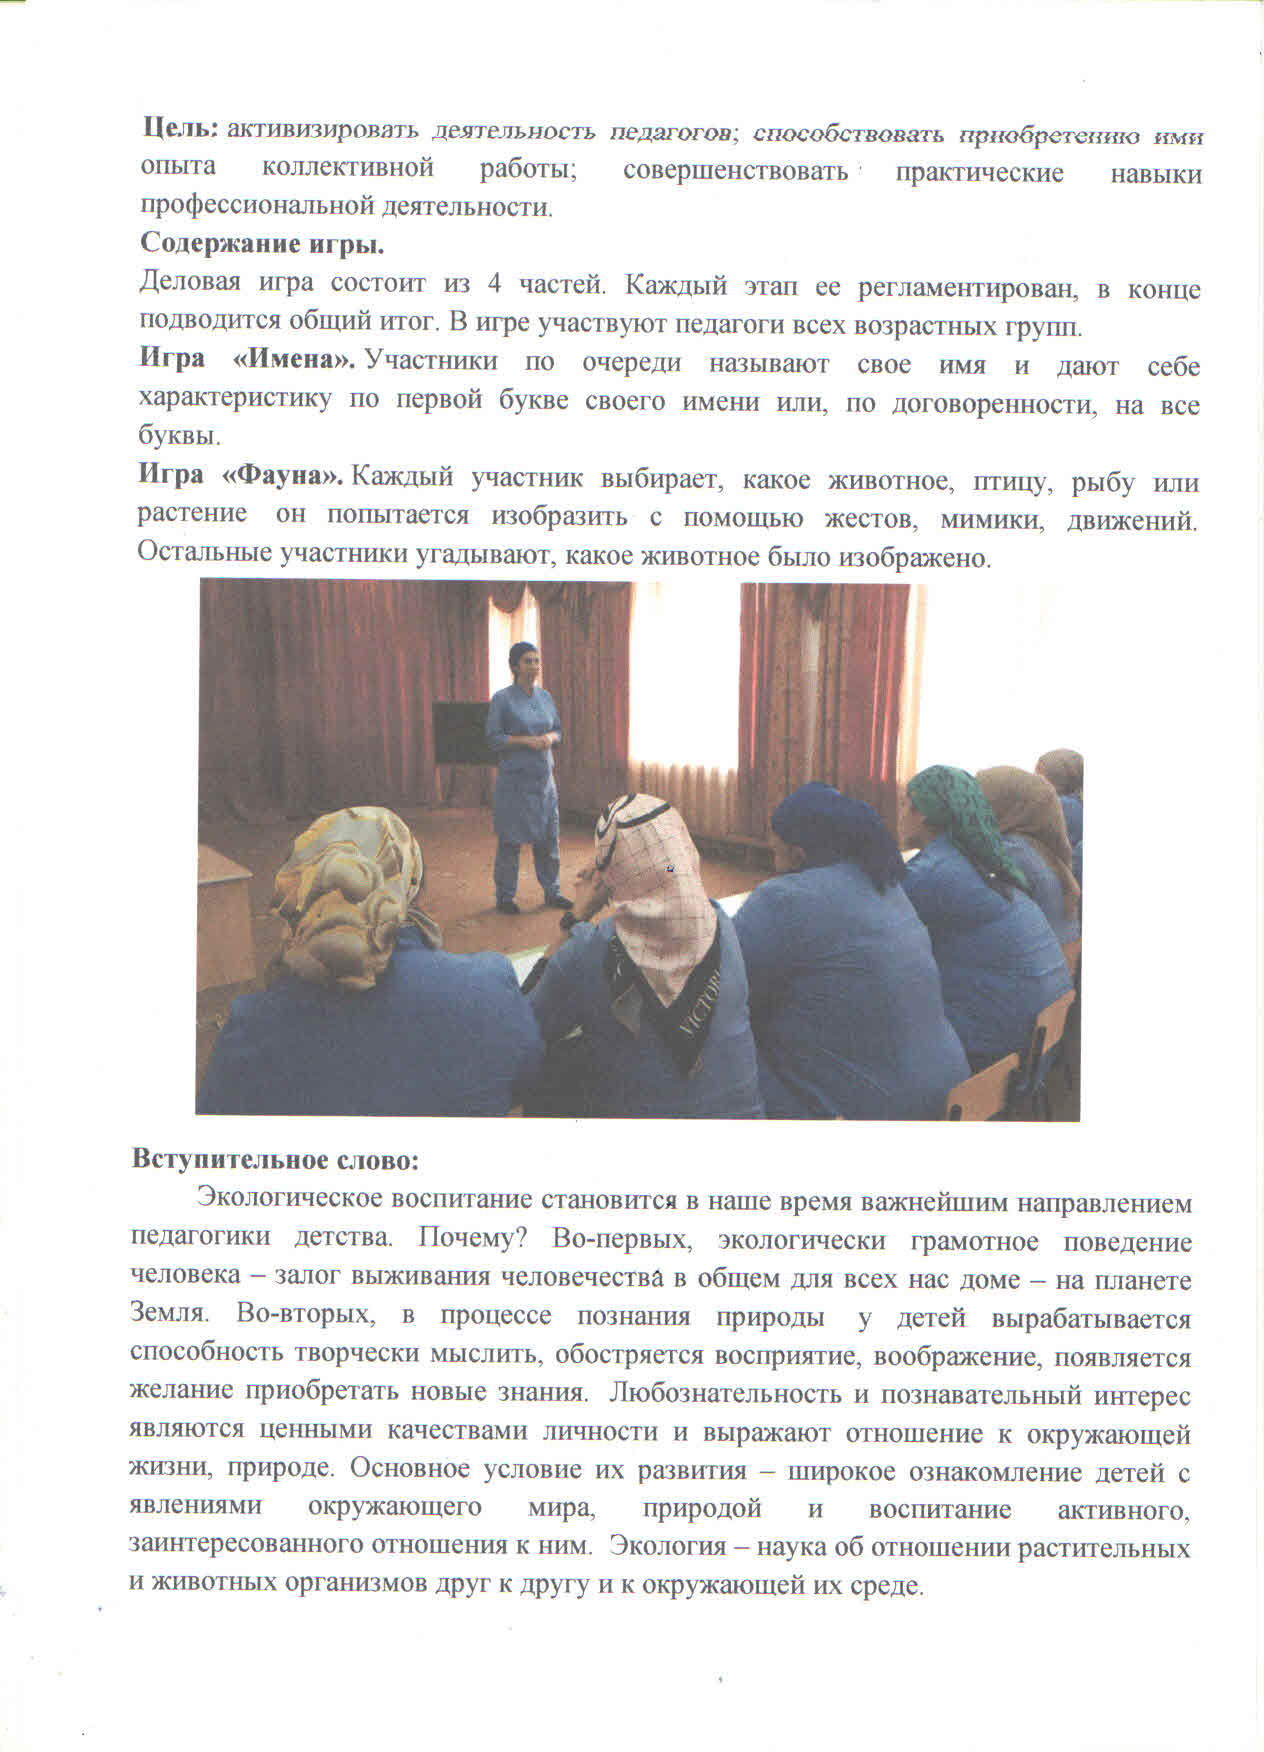 Цель: активизировать деятельность педагогов; способствовать приобретению ими
опыта коллективной работы; совершенствовать практические навыки
профессиональной деятельности.
Содержание игры.
Деловая игра состоит из 4 частей. Каждый этап ее регламентирован, в конце
подводится общий итог. В игре участвуют педагоги всех возрастных групп.
Игра «Имена». Участники по очереди называют свое имя и дают себе
характеристику по первой букве своего имени или, по договоренности, на все
буквы.
Игра «Фауна». Каждый участник выбирает, какое животное, птицу, рыбу или
растение он попытается изобразить с помощью жестов, мимики, движений.
Остальные участники угадывают, какое животное было изображено.
VICTORI
Вступительное слово:
Экологическое воспитание становится в наше время важнейшим направлением
педагогики детства. Почему? Во-первых, экологически грамотное поведение
человека – залог выживания человечества в общем для всех нас доме – на планете
Земля. Во-вторых, в процессе познания природы у детей вырабатывается
способность творчески мыслить, обостряется восприятие, воображение, появляется
желание приобретать новые знания. Любознательность и познавательный интерес
являются ценными качествами личности и выражают отношение к окружающей
жизни, природе. Основное условие их развития – широкое ознакомление детей с
явлениями окружающего мира, природой и воспитание активного,
заинтересованного отношения к ним. Экология – наука об отношении растительных
и животных организмов друг к другу и к окружающей их среде.